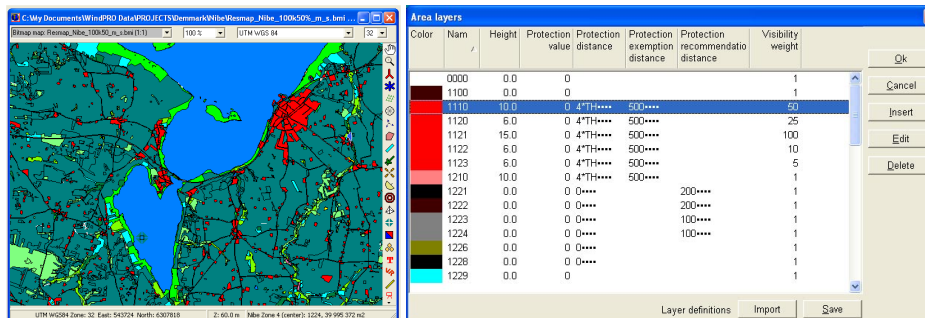 C:\My Documents\WindPRO Data\PROJECTS\Denmark\Nibe\Resmap_Nibe_100k50%_m_s.bmi ...
Bitmap map: Resmap_Nibe_100k50_m_s.bmi (1:1) 100 % UTM WGS 84 32
UTM WGS84 Zone: 32 East: 543724 North: 6307818 Z: 60.0 m Nibe Zone 4 (center): 1224, 39 995 372 m2
Area layers
Color Nam Height Protection value Protection distance Protection exemption distance Protection recommendatio distance Visibility weight
0000 0.0 0 1
1100 0.0 0 1
1110 10.0 0 4*TH•••• 500•••• 50
1120 6.0 0 4*TH•••• 500•••• 25
1121 15.0 0 4*TH•••• 500•••• 100
1122 6.0 0 4*TH•••• 500•••• 10
1123 6.0 0 4*TH•••• 500•••• 5
1210 10.0 0 4*TH•••• 500•••• 1
1221 0.0 0 0•••• 200•••• 1
1222 0.0 0 0•••• 200•••• 1
1223 0.0 0 0•••• 100•••• 1
1224 0.0 0 0•••• 100•••• 1
1226 0.0 0 0•••• 1
1228 0.0 0 0•••• 1
1229 0.0 0 1
Ok
Cancel
Insert
Edit
Delete
Layer definitions Import Save